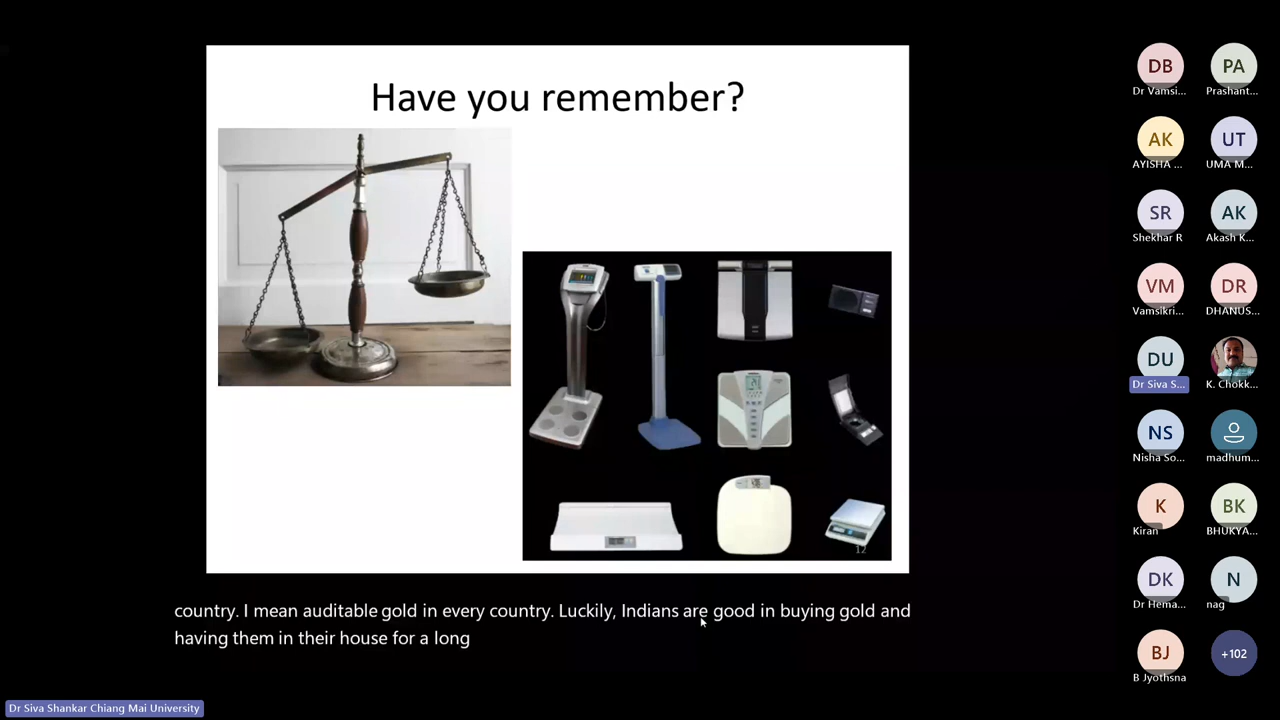 Have you remember?
12
country. I mean auditable gold in every country. Luckily, Indians are good in buying gold and
having them in their house for a long
Dr Siva Shankar Chiang Mai University
DB
Dr Vamsi...
PA
Prashant...
AK
AYISHA ...
UT
UMA M...
SR
Shekhar R
AK
Akash K...
VM
Vamsikri...
DR
DHANUS...
DU
Dr Siva S...
K. Chokk...
NS
Nisha So...
madhum...
K
Kiran
BK
BHUKYA...
DK
Dr Hema...
N
nag
BJ
B Jyothsna
+102